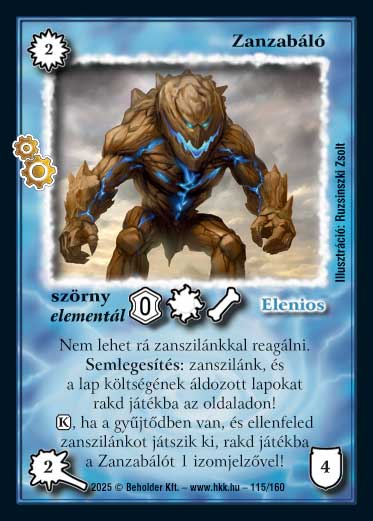 2
Zanzabáló
Illusztráció: Ruzsinszki Zsolt
szörny
elementál
0
Elenios
Nem lehet rá zanszilánkkal reagálni.
Semlegesítés: zanszilánk, és
a lap költségének áldozott lapokat
rakd játékba az oldaladon!
K, ha a gyűjtődben van, és ellenfeled
zanszilánkot játszik ki, rakd játékba
a Zanzabálót 1 izomjelzővel!
2
2025 © Beholder Kft. – www.hkk.hu – 115/160
4